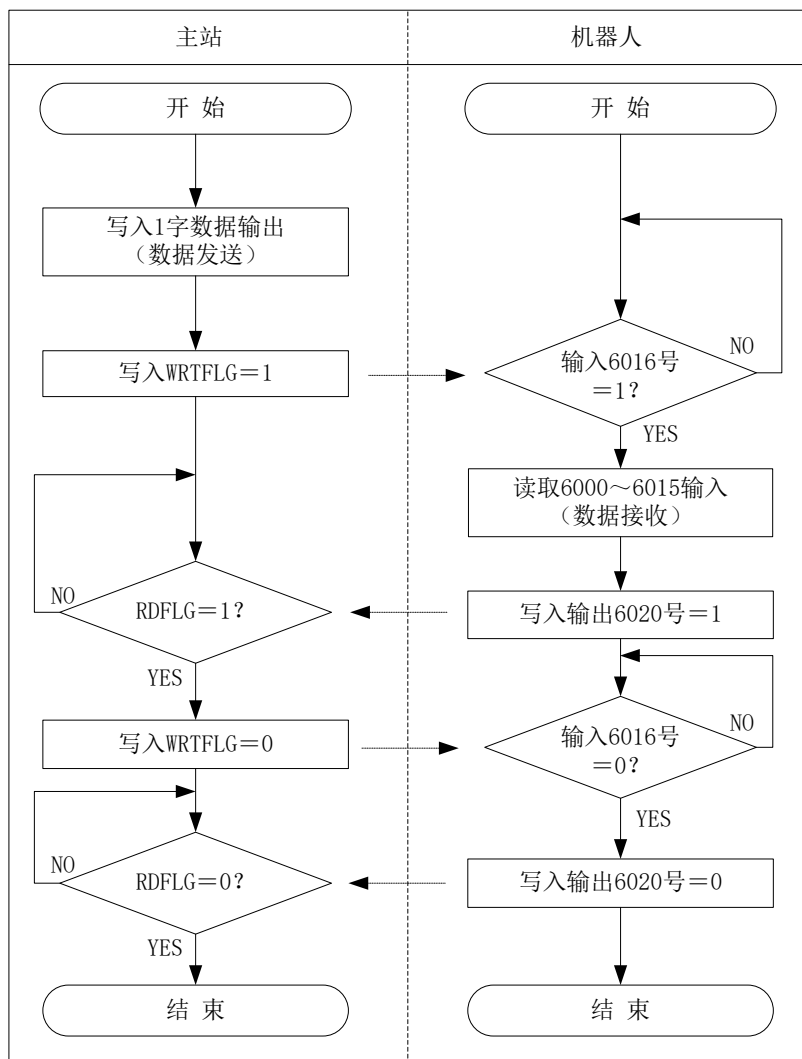 主站
机器人
开 始
写入1字数据输出
（数据发送）
写入WRTFLG＝1
NO
RDFLG＝1?
YES
写入WRTFLG＝0
NO
RDFLG＝0?
YES
结 束
开 始
输入6016号
＝1?
NO
YES
读取6000～6015输入
（数据接收）
写入输出6020号＝1
输入6016号
＝0?
NO
YES
写入输出6020号＝0
结 束